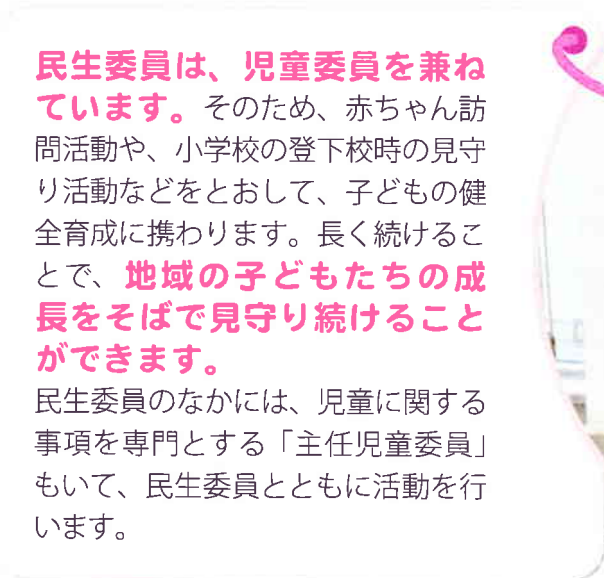 民生委員は、児童委員を兼ね
ています。そのため、赤ちゃん訪
問活動や、小学校の登下校時の見守
り活動などをとおして、子どもの健
全育成に携わります。長く続けるこ
とで、地域の子どもたちの成
長をそばで見守り続けること
ができます。
民生委員のなかには、児童に関する
事項を専門とする「主任児童委員」
もいて、民生委員とともに活動を行
います。